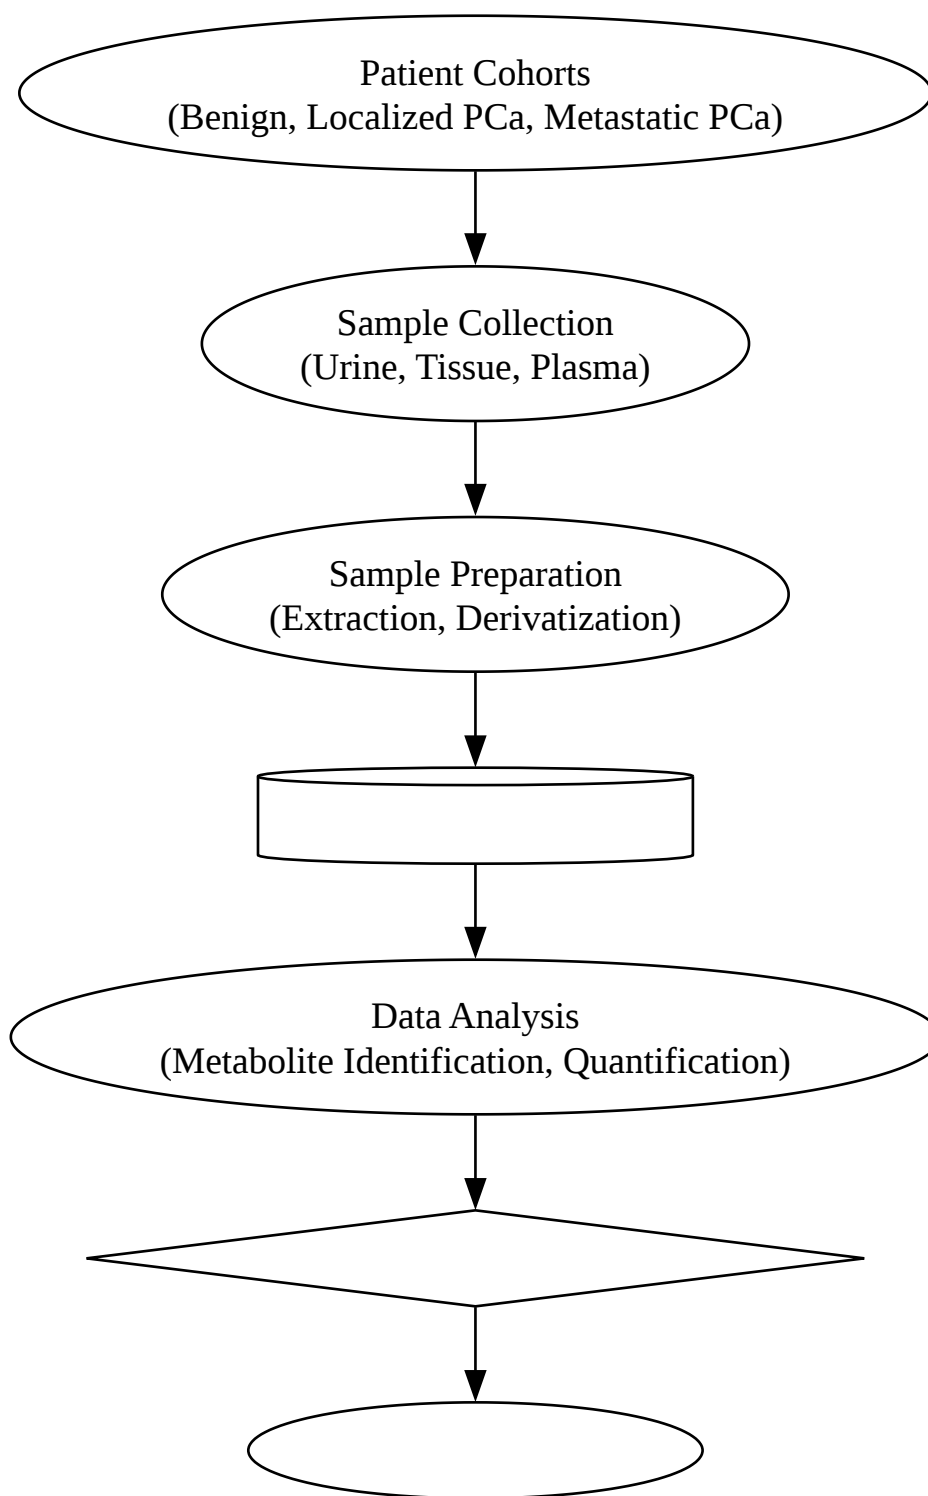 Patient Cohorts
(Benign, Localized PCa, Metastatic PCa)
Sample Collection
(Urine, Tissue, Plasma)
Sample Preparation
(Extraction, Derivatization)
Data Analysis
(Metabolite Identification, Quantification)